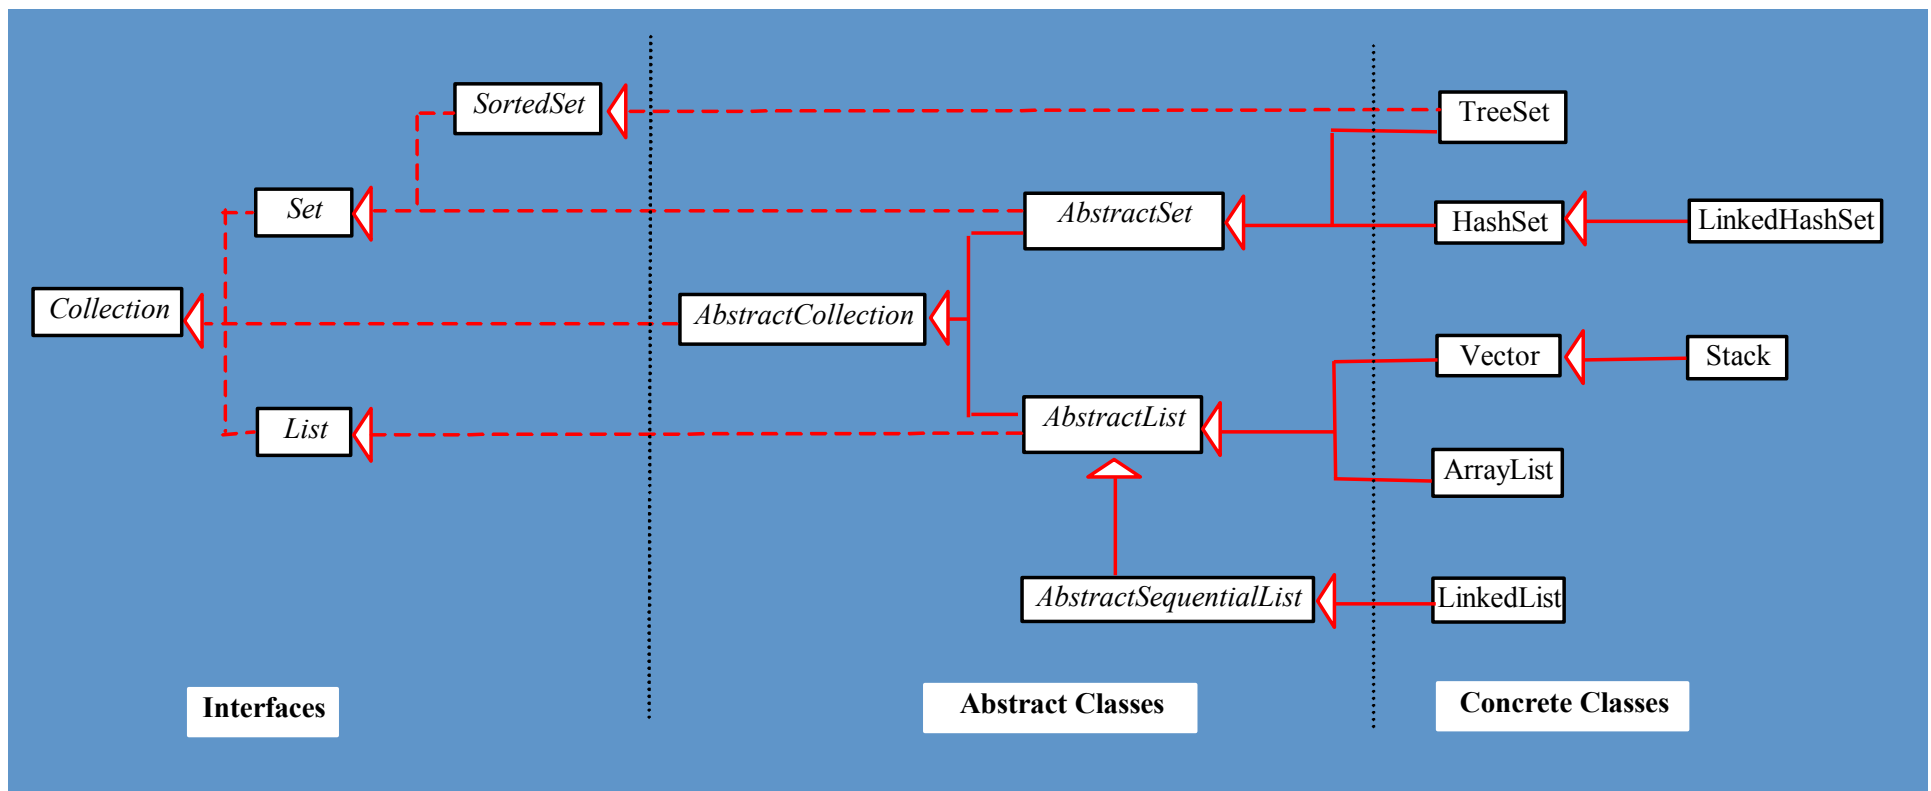 SortedSet
TreeSet
Set
AbstractSet
HashSet
LinkedHashSet
Collection
AbstractCollection
Vector
Stack
List
AbstractList
ArrayList
AbstractSequentialList
LinkedList
Interfaces
Abstract Classes
Concrete Classes